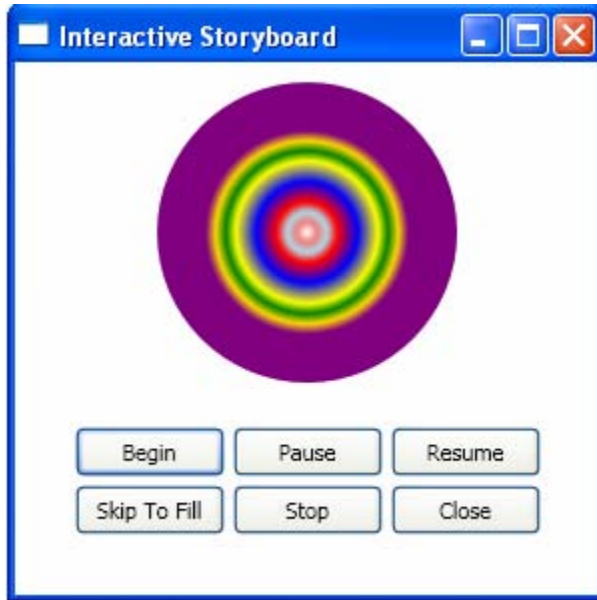 Interactive Storyboard
Begin Pause Resume
Skip To Fill Stop Close